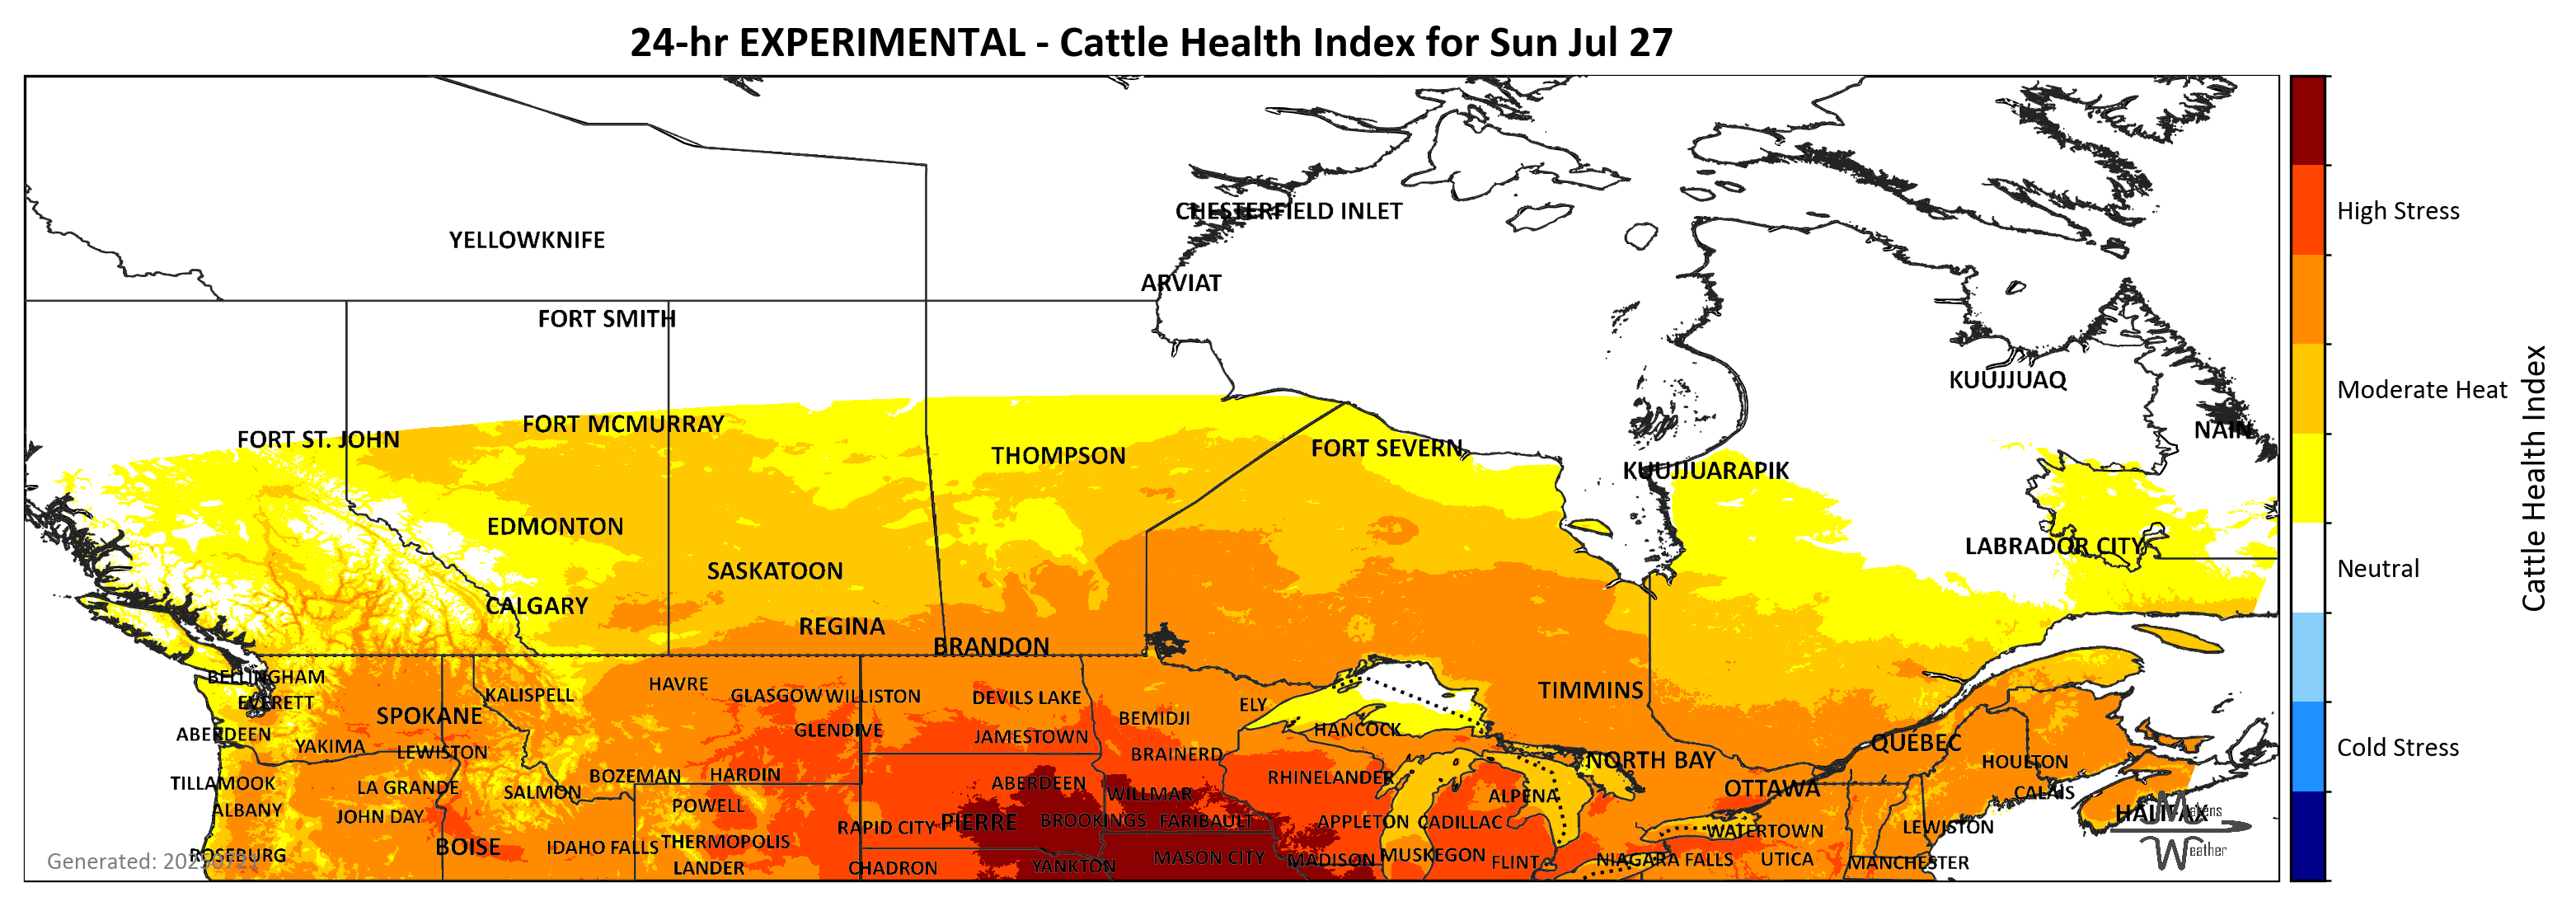 24-hr EXPERIMENTAL - Cattle Health Index for Sun Jul 27
CHESTERFIELD INLET
YELLOWKNIFE
ARVIAT
FORT SMITH
KUUJJUAQ
FORT MCMURRAY
NAIN
FORT ST. JOHN
FORT SEVERN
THOMPSON
KUUJJUARAPIK
EDMONTON
LABRADOR CITY
SASKATOON
CALGARY
REGINA
BRANDON
BELLINGHAM
HAVRE
TIMMINS
KALISPELL
GLASGOW
WILLISTON
DEVILS LAKE
EVERETT
ELY
SPOKANE
BEMIDJI
GLENDIVE
HANCOCK
ABERDEEN
JAMESTOWN
QUEBEC
YAKIMA
LEWISTON
BRAINERD
NORTH BAY
HOULTON
BOZEMAN
HARDIN
RHINELANDER
TILLAMOOK
LA GRANDE
ABERDEEN
OTTAWA
SALMON
WILLMAR
ALPENA
CALAIS
POWELL
ALBANY
JOHN DAY
HALIFAX
Makens
Weather
PIERRE
BROOKINGS
FARIBAULT
APPLETON
CADILLAC
RAPID CITY
LEWISTON
WATERTOWN
BOISE
IDAHO FALLS
THERMOPOLIS
ROSEBURG
MASON CITY
MUSKEGON
MADISON
NIAGARA FALLS
UTICA
FLINT
MANCHESTER
LANDER
CHADRON
YANKTON
Generated: 20250721
High Stress
Moderate Heat
Neutral
Cold Stress
Cattle Health Index